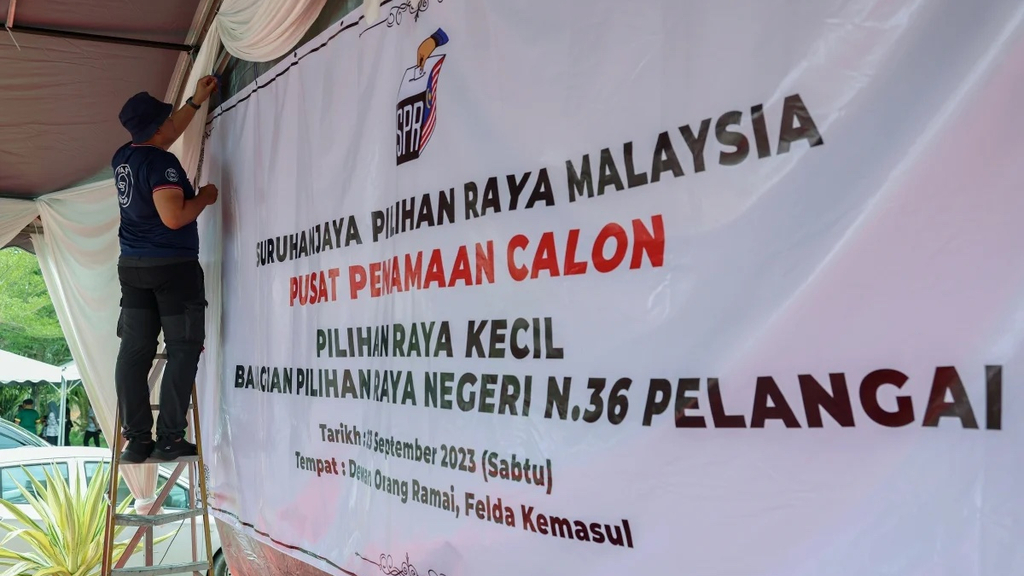 SPR
SURUHANJAYA PILIHAN RAYA MALAYSIA
PUSAT PENAMAAN CALON
PILIHAN RAYA KECIL
BAHAGIAN PILIHAN RAYA NEGERI N.36 PELANGAI
Tarikh : September 2023 (Sabtu)
Tempat : Dewan Orang Ramai, Felda Kemasul